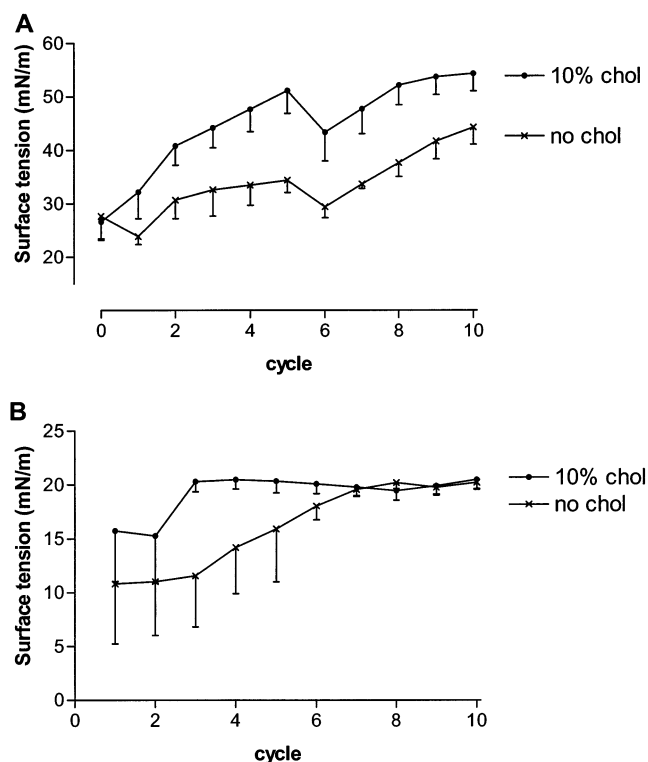 A
Surface tension (mN/m)
60
50
40
30
20
0 2 4 6 8 10
cycle
10% chol
no chol
B
Surface tension (mN/m)
25
20
15
10
5
0
0 2 4 6 8 10
cycle
10% chol
no chol